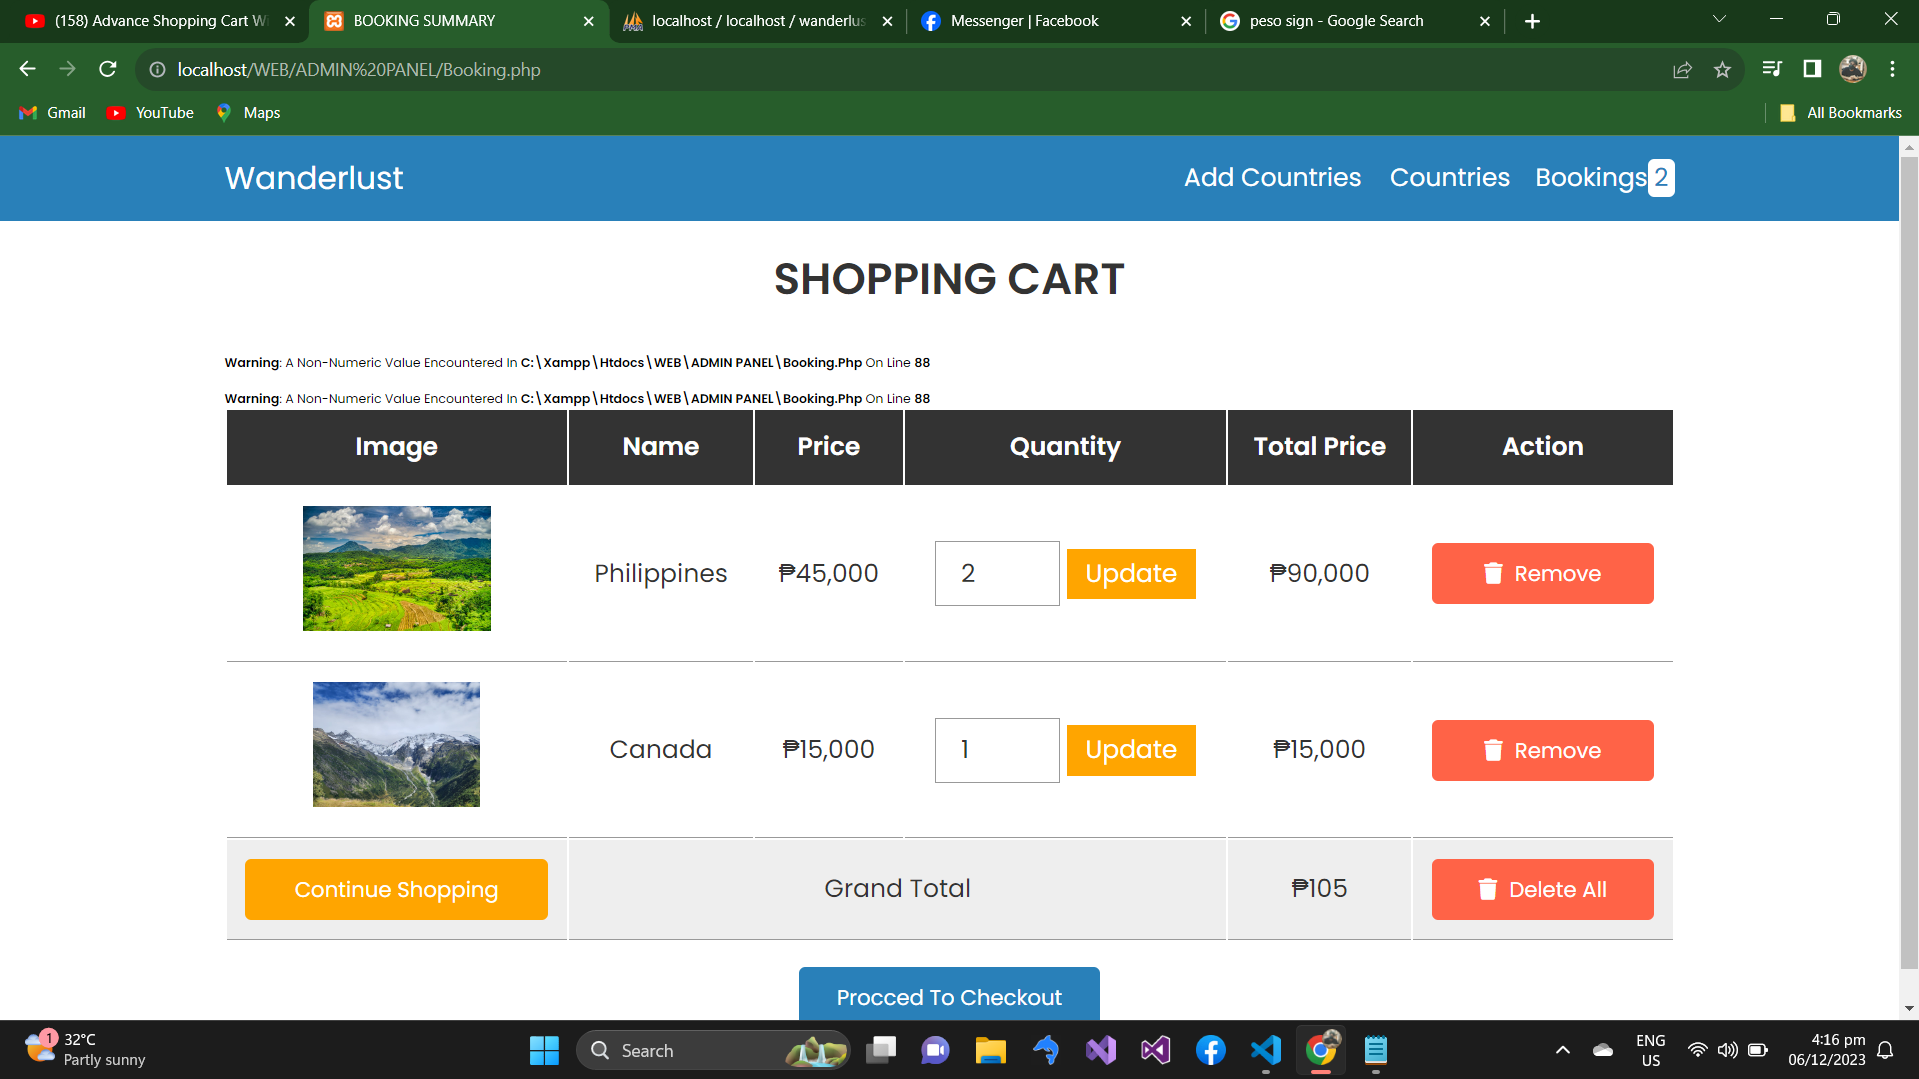 (158) Advance Shopping Cart Wi
BOOKING SUMMARY
localhost / localhost / wanderlus
Messenger | Facebook
peso sign - Google Search
localhost/WEB/ADMIN%20PANEL/Booking.php
Gmail
YouTube
Maps
All Bookmarks
Wanderlust
Add Countries
Countries
Bookings 2
SHOPPING CART
Warning: A Non-Numeric Value Encountered In C:\Xampp\Htdocs\WEB\ADMIN PANEL\Booking.Php On Line 88
Warning: A Non-Numeric Value Encountered In C:\Xampp\Htdocs\WEB\ADMIN PANEL\Booking.Php On Line 88
Image Name Price Quantity Total Price Action
Philippines ₱45,000 2 Update ₱90,000 Remove
Canada ₱15,000 1 Update ₱15,000 Remove
Continue Shopping Grand Total ₱105 Delete All
Procced To Checkout
1
32°C
Partly sunny
Search
ENG
US
4:16 pm
06/12/2023